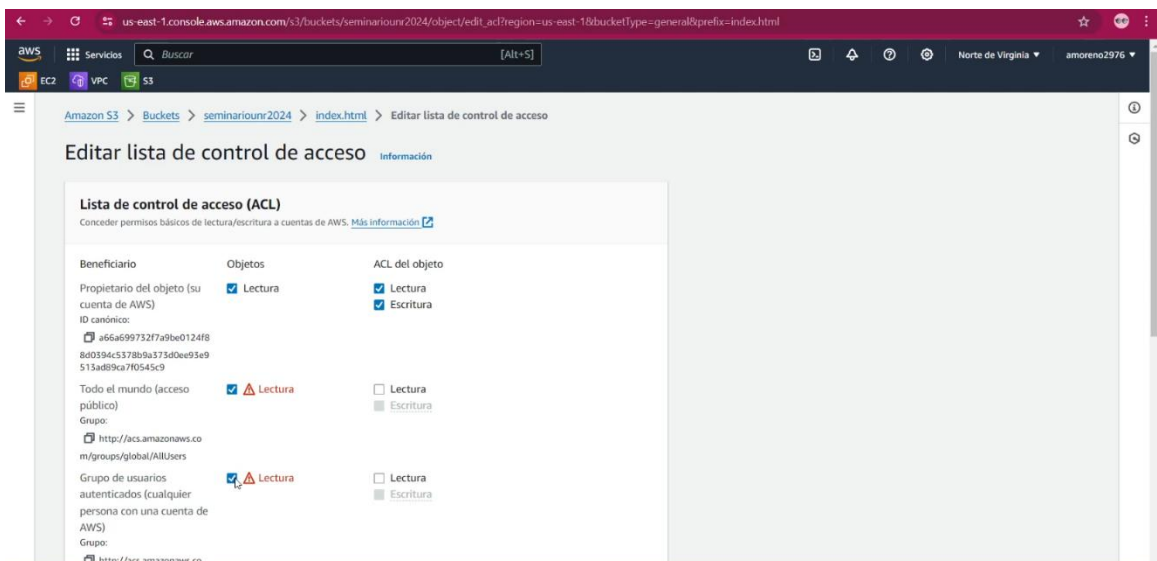 us-east-1.console.aws.amazon.com/s3/buckets/seminariounr2024/object/edit_acl?region=us-east-1&bucketType=general&prefix=index.html
aws Servicios Buscar [Alt+S] Norte de Virginia ▼ amoreno2976 ▼
EC2 VPC S3
Amazon S3 > Buckets > seminariounr2024 > index.html > Editar lista de control de acceso
Editar lista de control de acceso Información
Lista de control de acceso (ACL)
Conceder permisos básicos de lectura/escritura a cuentas de AWS. Más información
Beneficiario Objetos ACL del objeto
Propietario del objeto (su Lectura Lectura
cuenta de AWS) Escritura
ID canónico:
a66a699732f7a9be0124f8
8d0394c5378b9a373d0ee93e9
513ad89ca7f0545c9
Todo el mundo (acceso Lectura Lectura
público) Escritura
Grupo:
http://acs.amazonaws.co
m/groups/global/AllUsers
Grupo de usuarios Lectura Lectura
autenticados (cualquier Escritura
persona con una cuenta de
AWS)
Grupo:
http://acs.amazonaws.co